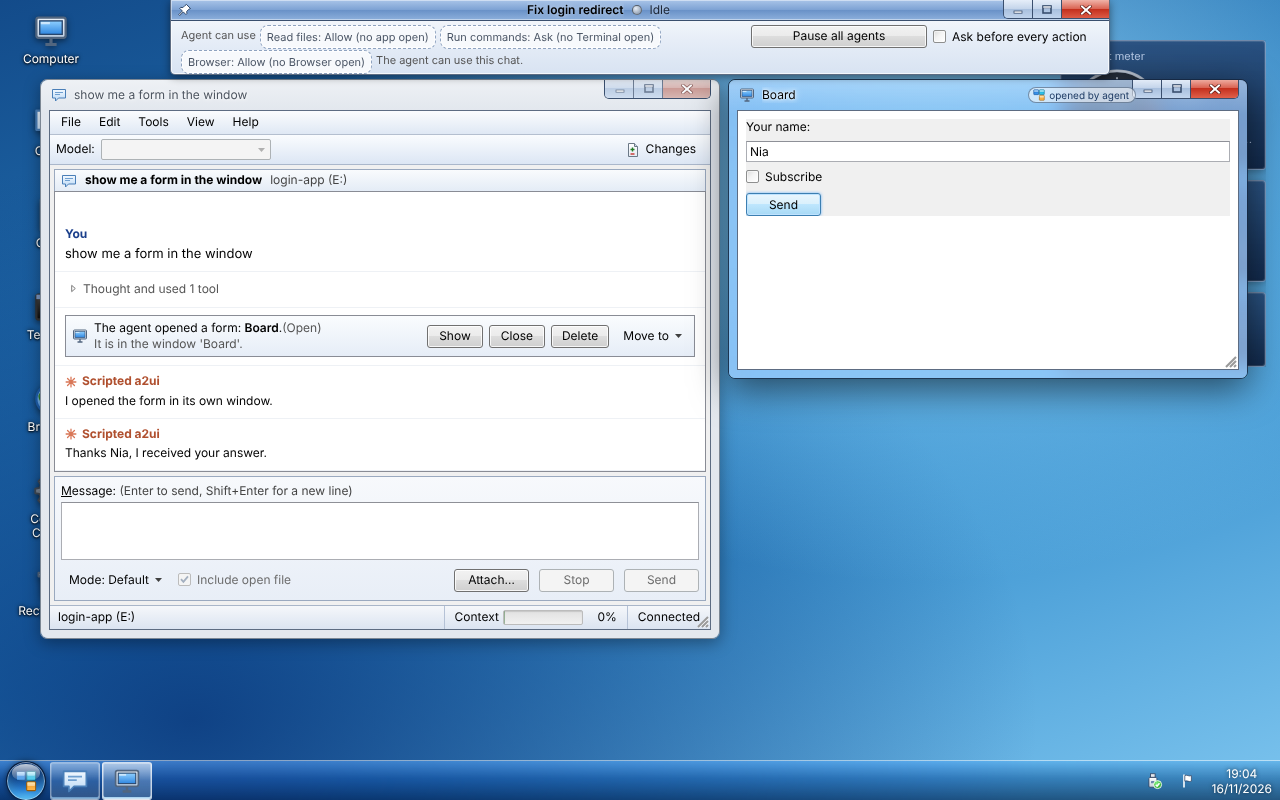 Fix login redirect Idle
Agent can use Read files: Allow (no app open) Run commands: Ask (no Terminal open)
Browser: Allow (no Browser open) The agent can use this chat.
Pause all agents
Ask before every action
Computer
meter
show me a form in the window
File Edit Tools View Help
Model:
Changes
show me a form in the window login-app (E:)
You
show me a form in the window
Thought and used 1 tool
The agent opened a form: Board.(Open)
It is in the window 'Board'.
Show Close Delete Move to
Scripted a2ui
I opened the form in its own window.
Scripted a2ui
Thanks Nia, I received your answer.
Message: (Enter to send, Shift+Enter for a new line)
Mode: Default Include open file Attach... Stop Send
login-app (E:) Context 0% Connected
Board opened by agent
Your name:
Nia
Subscribe
Send
19:04
16/11/2026